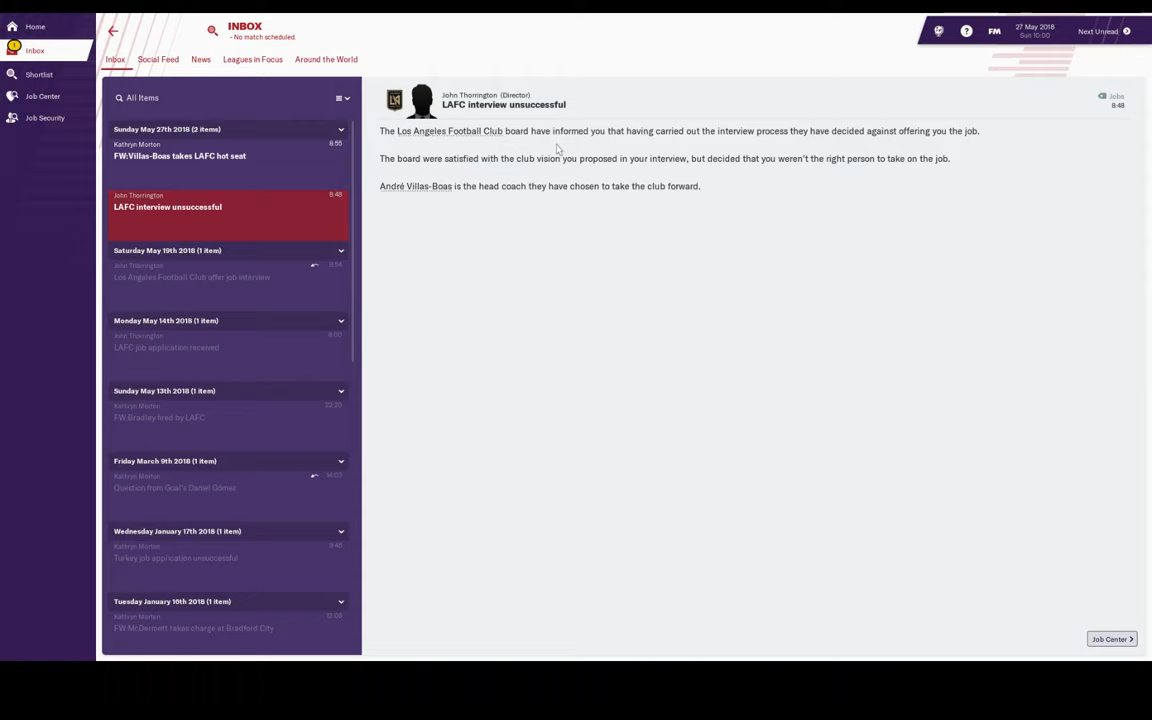 Home
Inbox
Shortlist
Job Center
Job Security
INBOX
- No match scheduled.
FM
27 May 2018
Sun 10:00
Next Unread
Inbox
Social Feed
News
Leagues in Focus
Around the World
All Items
Sunday May 27th 2018 (2 items)
Kathryn Morton
8:55
FW:Villas-Boas takes LAFC hot seat
John Thorrington
8:48
LAFC interview unsuccessful
Saturday May 19th 2018 (1 item)
John Thorrington
8:54
Los Angeles Football Club offer job interview
Monday May 14th 2018 (1 item)
John Thorrington
8:00
LAFC job application received
Sunday May 13th 2018 (1 item)
Kathryn Morton
22:20
FW:Bradley fired by LAFC
Friday March 9th 2018 (1 item)
Kathryn Morton
Question from Goal's Daniel Gómez
Wednesday January 17th 2018 (1 item)
Kathryn Morton
Turkey job application unsuccessful
Tuesday January 16th 2018 (1 item)
Kathryn Morton
FW:McDermott takes charge at Bradford City
John Thorrington (Director)
LAFC interview unsuccessful
Jobs
8:48
The Los Angeles Football Club board have informed you that having carried out the interview process they have decided against offering you the job.
The board were satisfied with the club vision you proposed in your interview, but decided that you weren't the right person to take on the job.
André Villas-Boas is the head coach they have chosen to take the club forward.
Job Center